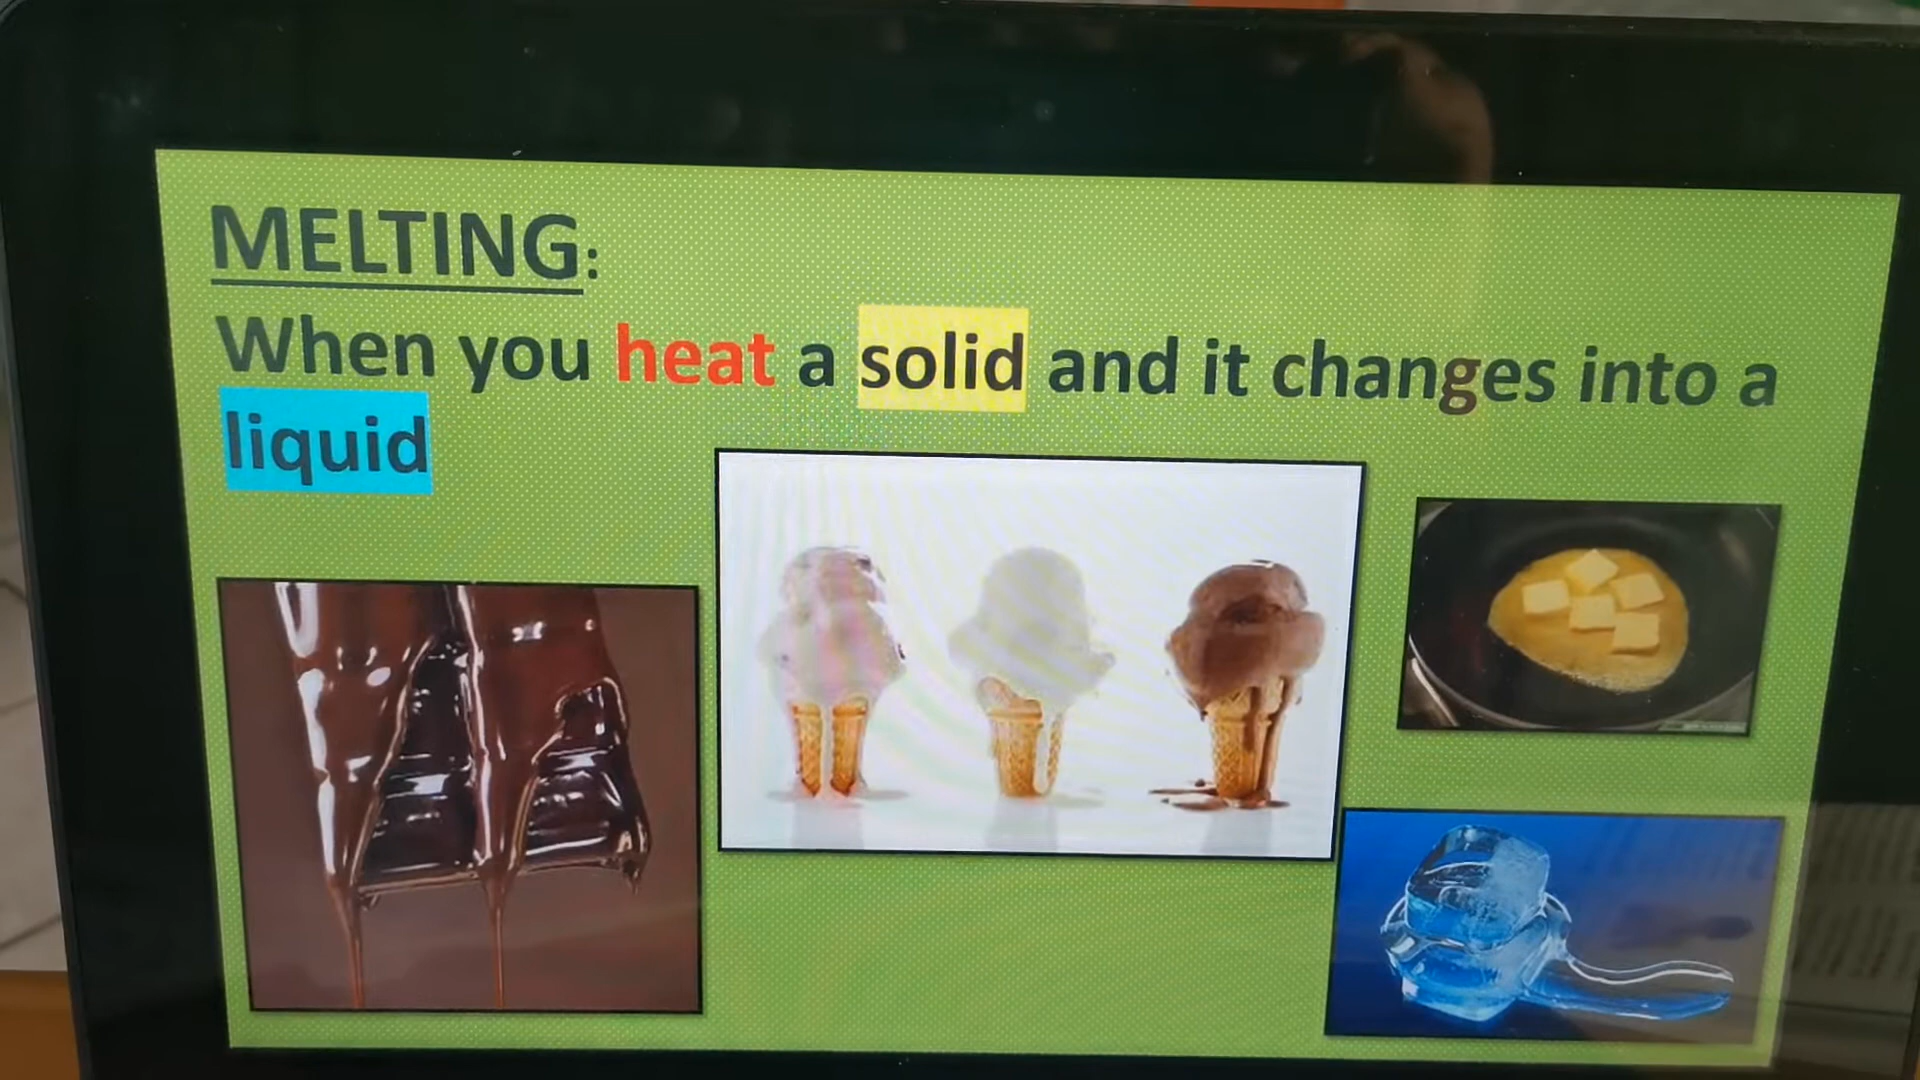 MELTING:
When you heat a solid and it changes into a
liquid